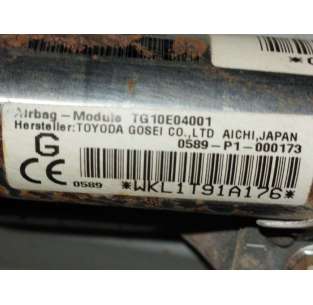 Airbag-Module TG10E04001
Hersteller:TOYODA GOSEI CO.,LTD AICHI,JAPAN
0589-P1-000173
G
CE 0589
*WKL1T91A176*